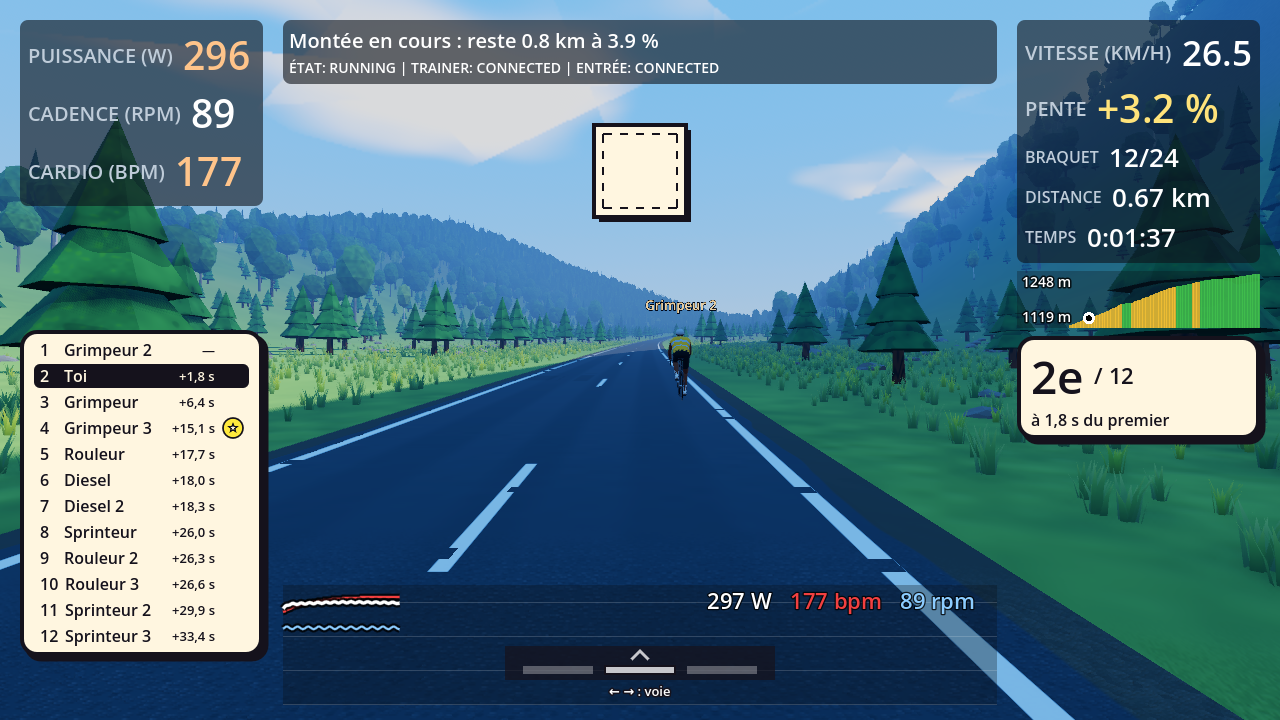 PUISSANCE (W) 296
CADENCE (RPM) 89
CARDIO (BPM) 177
Montée en cours : reste 0.8 km à 3.9 %
ÉTAT: RUNNING | TRAINER: CONNECTED | ENTRÉE: CONNECTED
VITESSE (KM/H) 26.5
PENTE +3.2 %
BRAQUET 12/24
DISTANCE 0.67 km
TEMPS 0:01:37
1248 m
1119 m
2e / 12
à 1,8 s du premier
Grimpeur 2
1 Grimpeur 2 —
2 Toi +1,8 s
3 Grimpeur +6,4 s
4 Grimpeur 3 +15,1 s
5 Rouleur +17,7 s
6 Diesel +18,0 s
7 Diesel 2 +18,3 s
8 Sprinteur +26,0 s
9 Rouleur 2 +26,3 s
10 Rouleur 3 +26,6 s
11 Sprinteur 2 +29,9 s
12 Sprinteur 3 +33,4 s
297 W 177 bpm 89 rpm
← → : voie